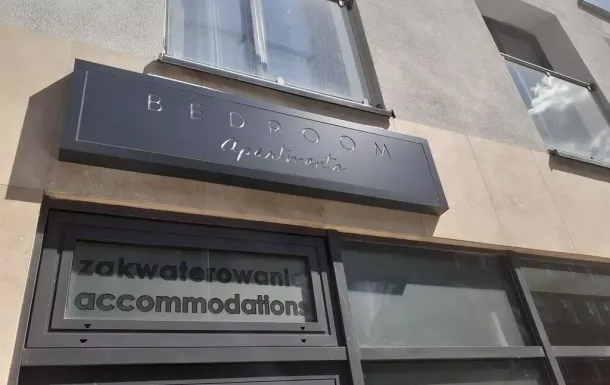 BEDROOM
Apartments
zakwaterowanie
accommodations